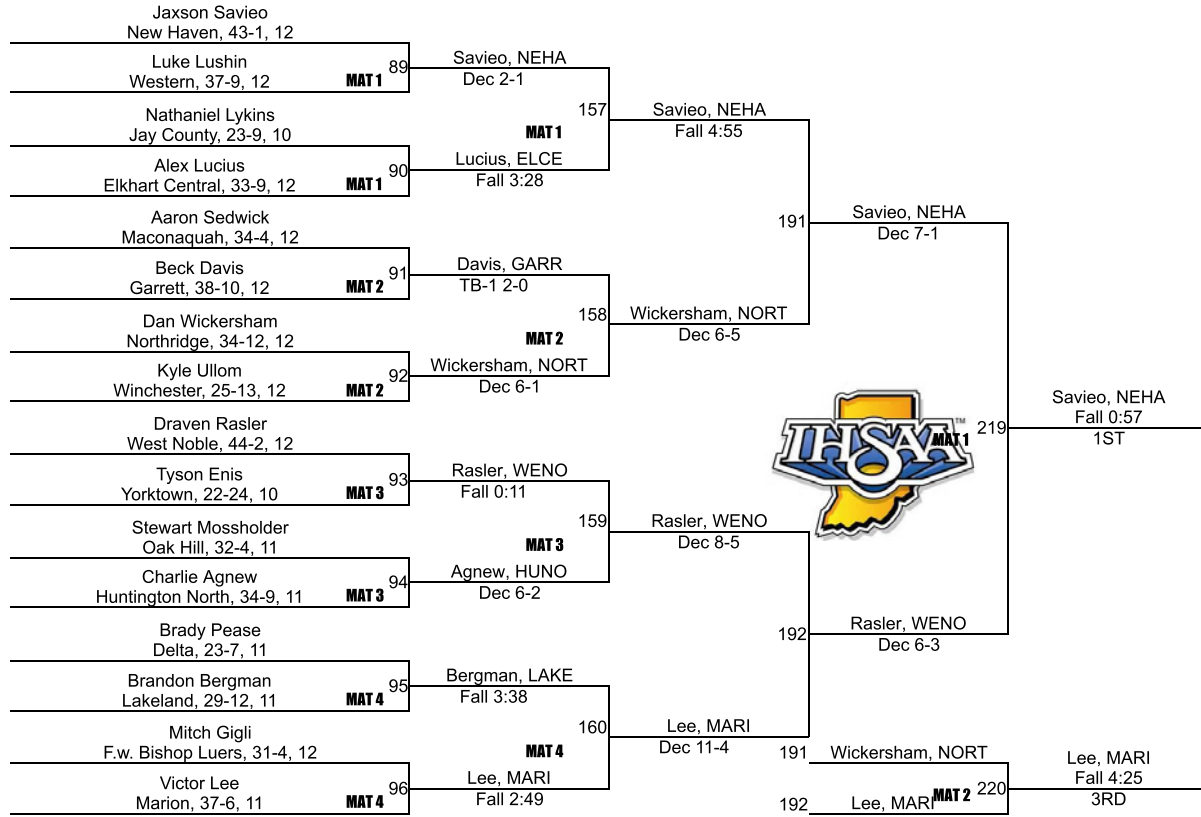 Jaxson Savieo
New Haven, 43-1, 12
Luke Lushin
Western, 37-9, 12
MAT 1
89
Nathaniel Lykins
Jay County, 23-9, 10
Alex Lucius
Elkhart Central, 33-9, 12
MAT 1
90
Aaron Sedwick
Maconaquah, 34-4, 12
Beck Davis
Garrett, 38-10, 12
MAT 2
91
Dan Wickersham
Northridge, 34-12, 12
Kyle Ullom
Winchester, 25-13, 12
MAT 2
92
Draven Rasler
West Noble, 44-2, 12
Tyson Enis
Yorktown, 22-24, 10
MAT 3
93
Stewart Mossholder
Oak Hill, 32-4, 11
Charlie Agnew
Huntington North, 34-9, 11
MAT 3
94
Brady Pease
Delta, 23-7, 11
Brandon Bergman
Lakeland, 29-12, 11
MAT 4
95
Mitch Gigli
F.w. Bishop Luers, 31-4, 12
Victor Lee
Marion, 37-6, 11
MAT 4
96
Savieo, NEHA
Dec 2-1
157
MAT 1
Lucius, ELCE
Fall 3:28
Davis, GARR
TB-1 2-0
158
MAT 2
Wickersham, NORT
Dec 6-1
Rasler, WENO
Fall 0:11
159
MAT 3
Agnew, HUNO
Dec 6-2
Bergman, LAKE
Fall 3:38
160
MAT 4
Lee, MARI
Fall 2:49
Savieo, NEHA
Fall 4:55
191
Wickersham, NORT
Dec 6-5
Rasler, WENO
Dec 8-5
192
Lee, MARI
Dec 11-4
Savieo, NEHA
Dec 7-1
IHSAA™
MAT 1
219
Rasler, WENO
Dec 6-3
Savieo, NEHA
Fall 0:57
1ST
191
Wickersham, NORT
192
Lee, MARI
MAT 2
220
Lee, MARI
Fall 4:25
3RD